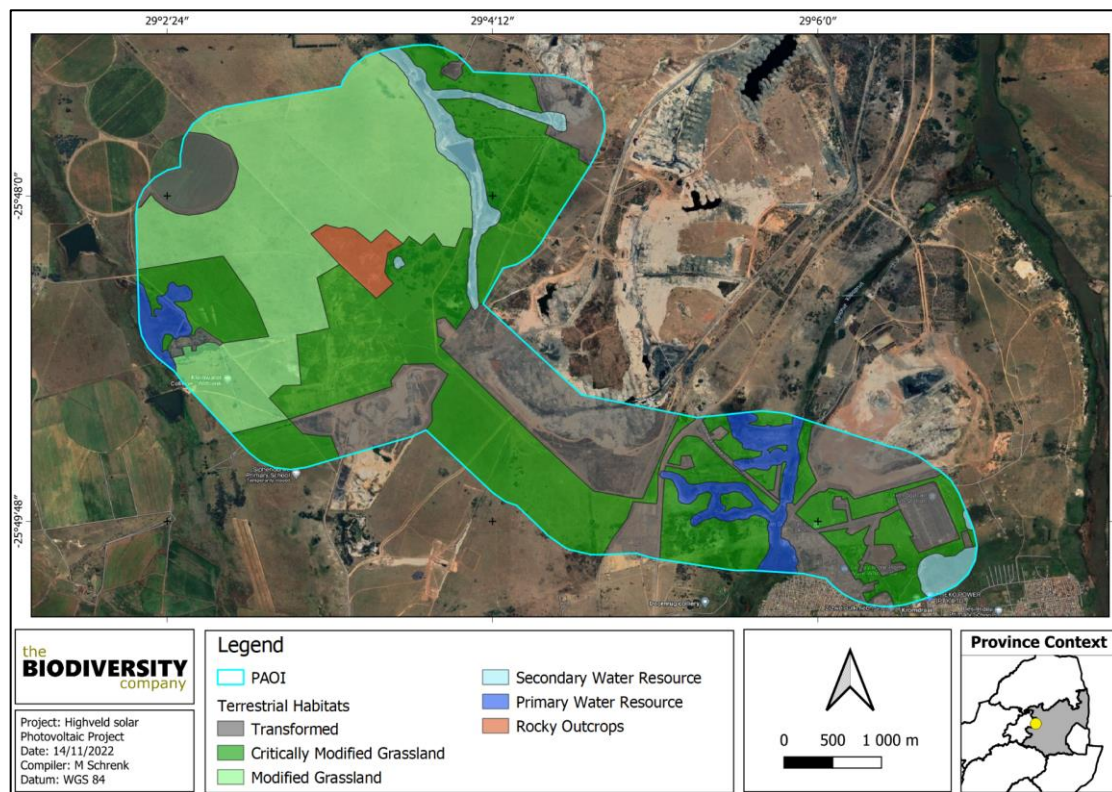 29°2′24″ 29°4′12″ 29°6′0″
-25°48′0″
-25°49′48″
Primary School
the
BIODIVERSITY
company
Project: Highveld solar
Photovoltaic Project
Date: 14/11/2022
Compiler: M Schrenk
Datum: WGS 84
Legend
PAOI
Terrestrial Habitats
Transformed
Critically Modified Grassland
Modified Grassland
Secondary Water Resource
Primary Water Resource
Rocky Outcrops
0 500 1 000 m
Province Context